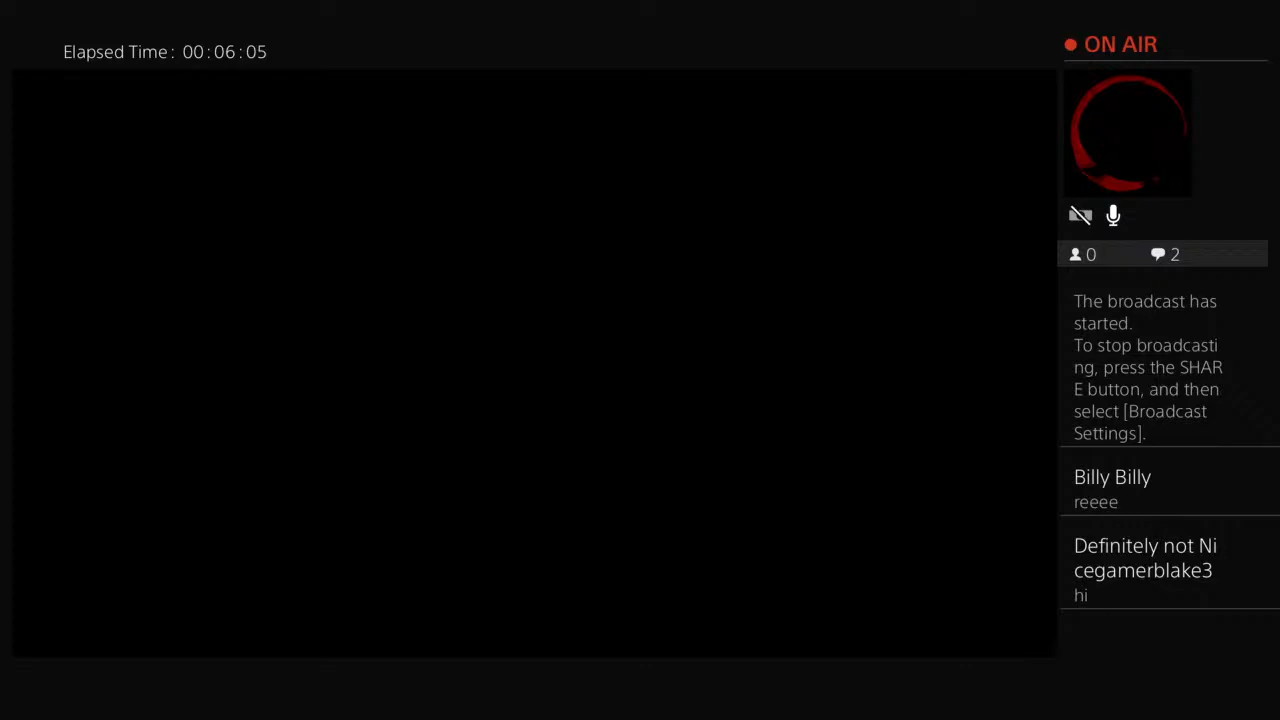 Elapsed Time: 00:06:05
ON AIR
0 2
The broadcast has
started.
To stop broadcasti
ng, press the SHAR
E button, and then
select [Broadcast
Settings].
Billy Billy
reeee
Definitely not Ni
cegamerblake3
hi